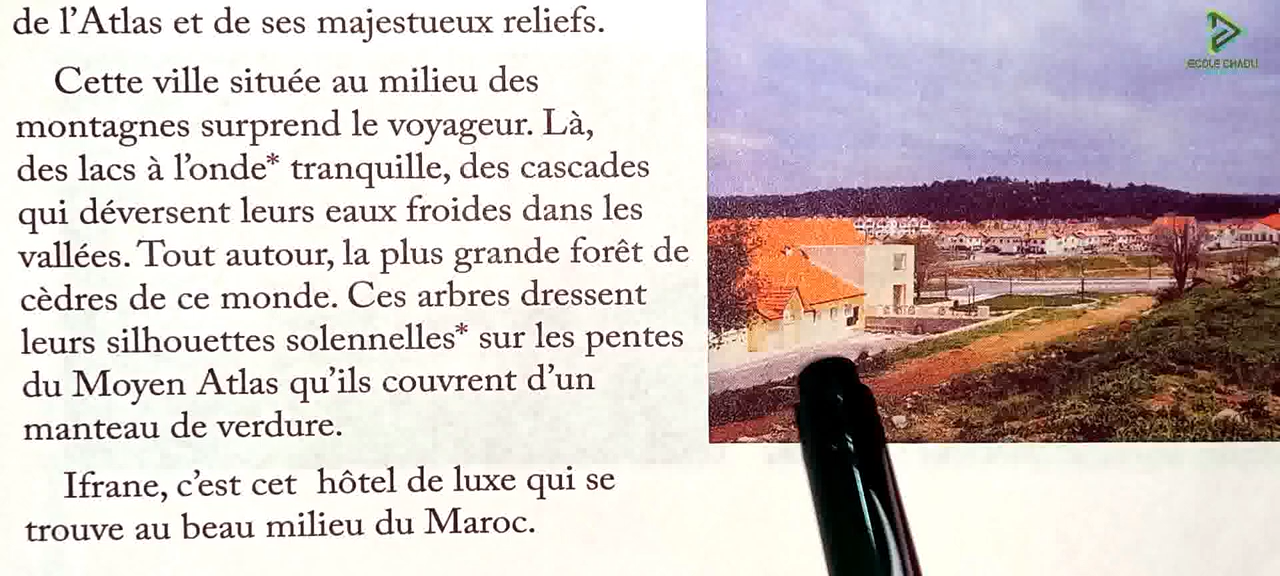 de l'Atlas et de ses majestueux reliefs.
Cette ville située au milieu des
montagnes surprend le voyageur. Là,
des lacs à l'onde* tranquille, des cascades
qui déversent leurs eaux froides dans les
vallées. Tout autour, la plus grande forêt de
cèdres de ce monde. Ces arbres dressent
leurs silhouettes solennelles* sur les pentes
du Moyen Atlas qu'ils couvrent d'un
manteau de verdure.
Ifrane, c'est cet hôtel de luxe qui se
trouve au beau milieu du Maroc.
ECOLE CHADLI